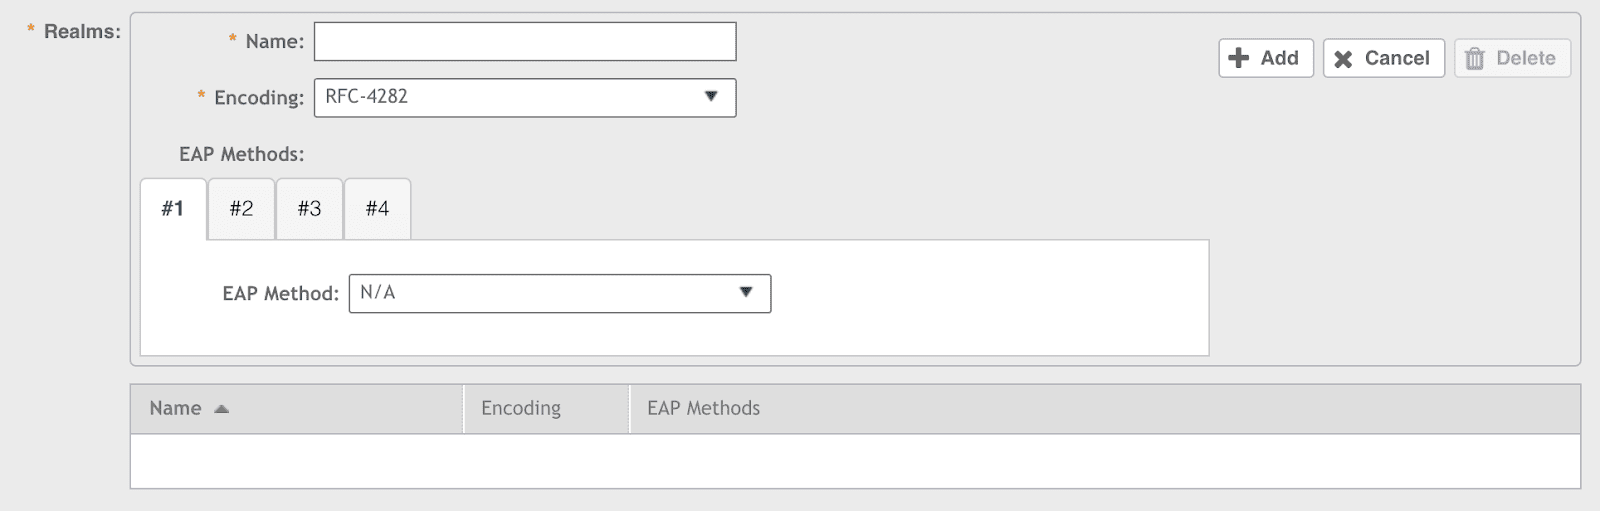 * Realms:
* Name:
Add
Cancel
Delete
* Encoding:
RFC-4282
EAP Methods:
#1
#2
#3
#4
EAP Method:
N/A
Name
Encoding
EAP Methods